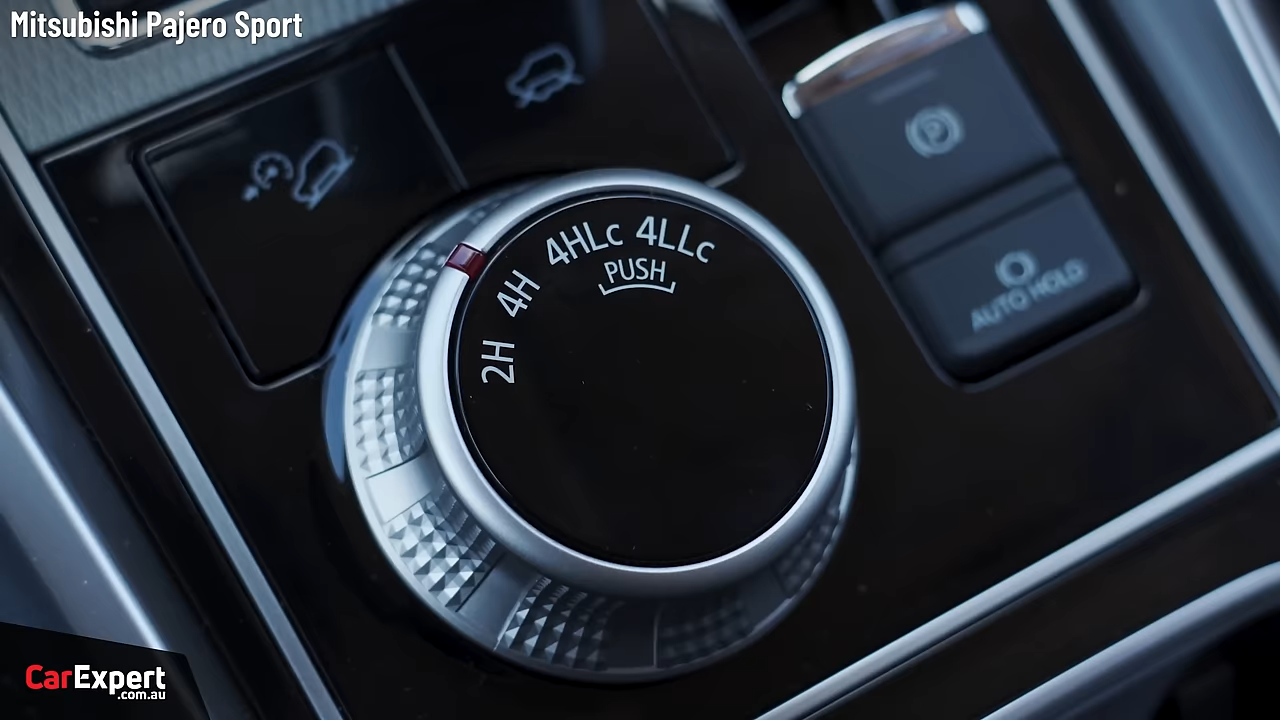 Mitsubishi Pajero Sport
P
AUTO HOLD
2H
4H
4HLc
4LLc
PUSH
CarExpert
.com.au